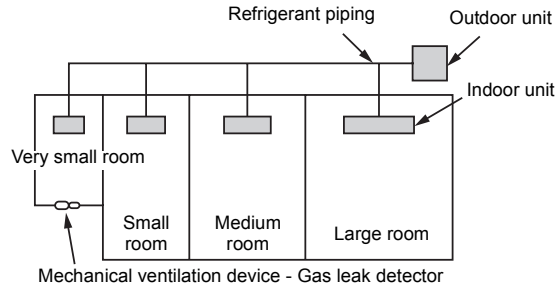 Refrigerant piping
Outdoor unit
Indoor unit
Very small room
Small
room
Medium
room
Large room
Mechanical ventilation device - Gas leak detector